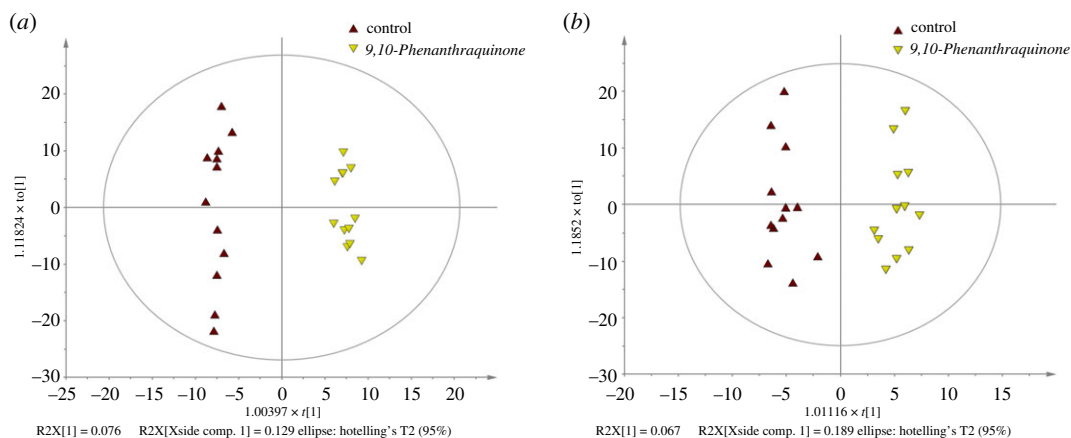 (a)
control
9,10-Phenanthraquinone
20
10
0
−10
−20
−30
1.11824 × to[1]
−25 −20 −15 −10 −5 0 5 10 15 20
1.00397 × t[1]
R2X[1] = 0.076 R2X[Xside comp. 1] = 0.129 ellipse: hotelling's T2 (95%)
(b)
control
9,10-Phenanthraquinone
30
20
10
0
−10
−20
−30
1.1852 × to[1]
−20 −15 −10 −5 0 5 10 15
1.01116 × t[1]
R2X[1] = 0.067 R2X[Xside comp. 1] = 0.189 ellipse: hotelling's T2 (95%)